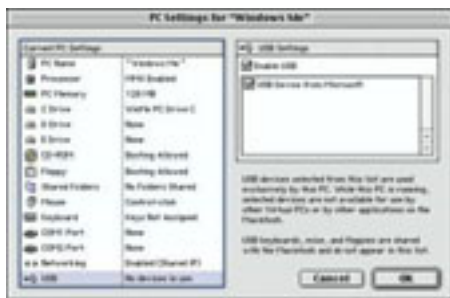 PC Settings for "Windows Me"
Current PC Settings
PC Name "Windows Me"
Processor MMX Enabled
PC Memory 128 MB
C Drive WinMe PC Drive C
D Drive None
E Drive None
CD-ROM Booting Allowed
Floppy Booting Allowed
Shared Folders No Folders Shared
Mouse Control-click
Keyboard Keys Not Assigned
COM1 Port None
COM2 Port None
Networking Enabled (Shared IP)
USB No devices in use
USB Settings
Enable USB
USB Device from Microsoft
USB devices selected from this list are used
exclusively by this PC. While this PC is running,
selected devices are not available for use by
other Virtual PCs or by other applications on the
Macintosh.
USB keyboards, mice, and floppies are shared
with the Macintosh and do not appear in this list.
Cancel OK